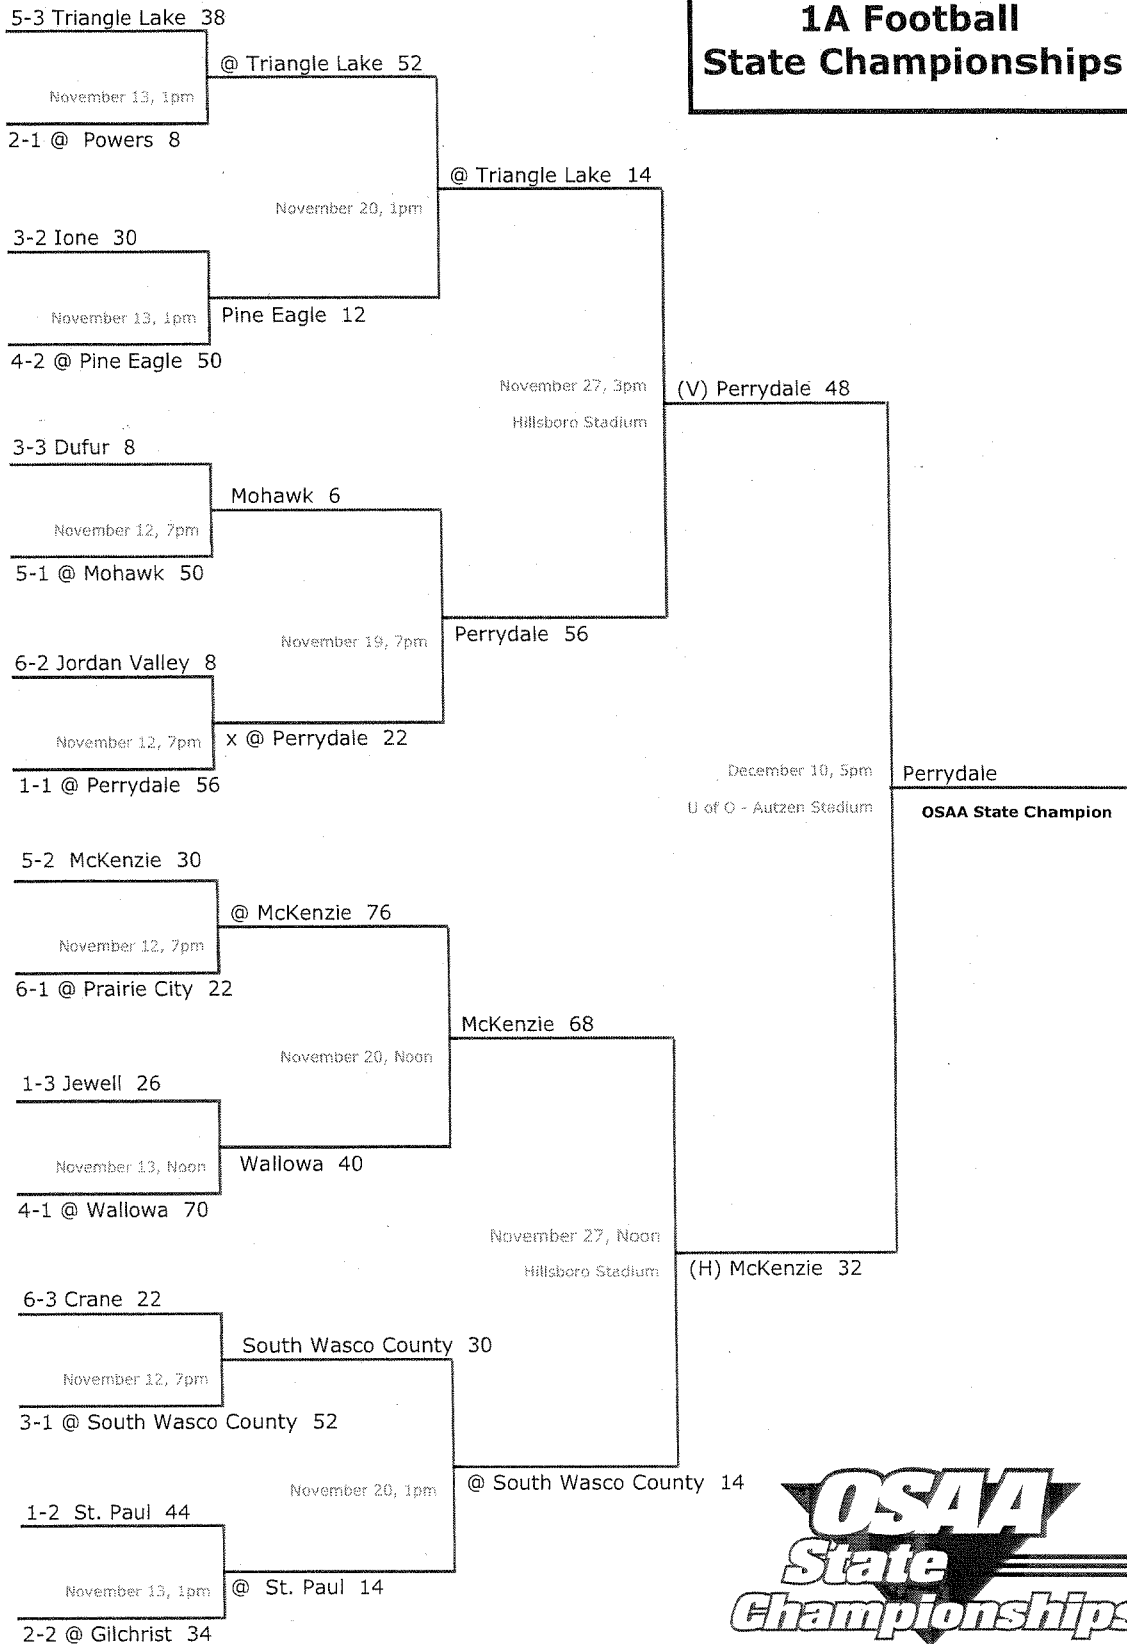 1A Football
State Championships
5-3 Triangle Lake 38
@ Triangle Lake 52
November 13, 1pm
2-1 @ Powers 8
@ Triangle Lake 14
November 20, 1pm
3-2 Ione 30
November 13, 1pm
Pine Eagle 12
4-2 @ Pine Eagle 50
November 27, 3pm
(V) Perrydale 48
Hillsboro Stadium
3-3 Dufur 8
Mohawk 6
November 12, 7pm
5-1 @ Mohawk 50
November 19, 7pm
Perrydale 56
6-2 Jordan Valley 8
November 12, 7pm
x @ Perrydale 22
1-1 @ Perrydale 56
December 10, 5pm
Perrydale
U of O - Autzen Stadium
OSAA State Champion
5-2 McKenzie 30
@ McKenzie 76
November 12, 7pm
6-1 @ Prairie City 22
McKenzie 68
November 20, Noon
1-3 Jewell 26
November 13, Noon
Wallowa 40
4-1 @ Wallowa 70
November 27, Noon
Hillsboro Stadium
(H) McKenzie 32
6-3 Crane 22
South Wasco County 30
November 12, 7pm
3-1 @ South Wasco County 52
November 20, 1pm
@ South Wasco County 14
1-2 St. Paul 44
November 13, 1pm
@ St. Paul 14
2-2 @ Gilchrist 34
OSAA
State
Championships